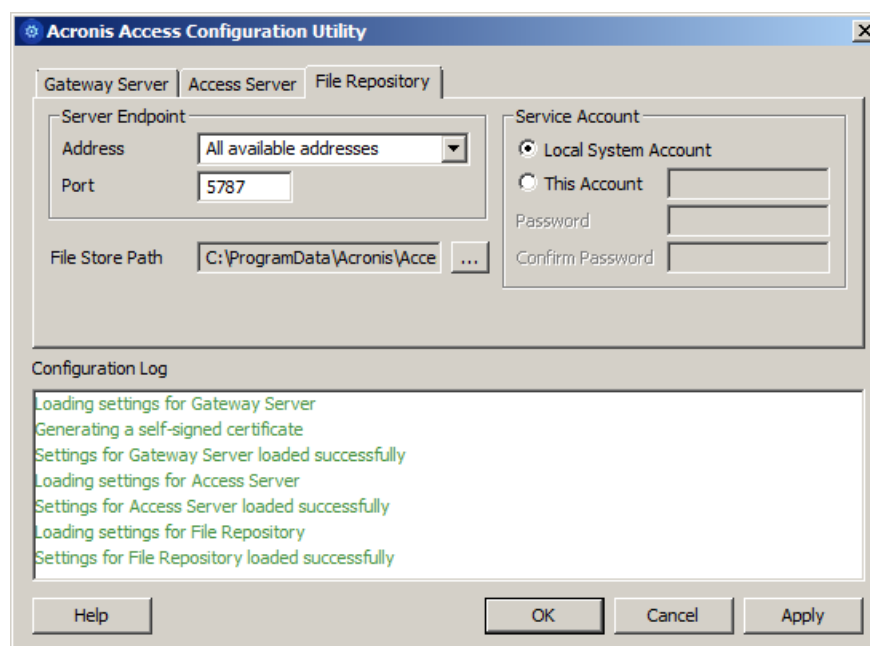 Acronis Access Configuration Utility
Gateway Server Access Server File Repository
Server Endpoint
Address All available addresses
Port 5787
File Store Path C:\ProgramData\Acronis\Acce ...
Service Account
Local System Account
This Account
Password
Confirm Password
Configuration Log
Loading settings for Gateway Server
Generating a self-signed certificate
Settings for Gateway Server loaded successfully
Loading settings for Access Server
Settings for Access Server loaded successfully
Loading settings for File Repository
Settings for File Repository loaded successfully
Help OK Cancel Apply